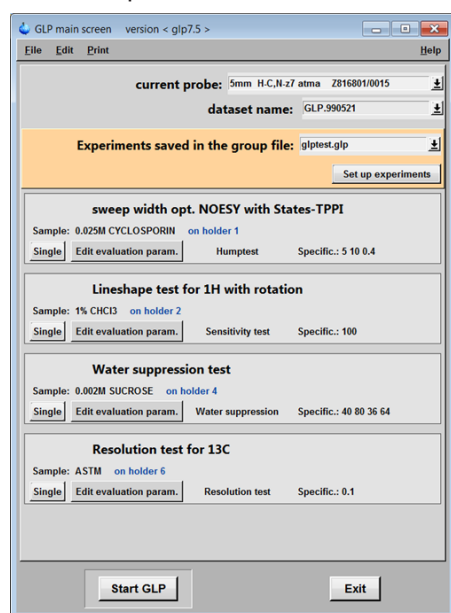 GLP main screen version < glp7.5 >
File Edit Print Help
current probe: 5mm H-C,N-z7 atma Z816801/0015
dataset name: GLP.990521
Experiments saved in the group file: glptest.glp
Set up experiments
sweep width opt. NOESY with States-TPPI
Sample: 0.025M CYCLOSPORIN on holder 1
Single Edit evaluation param. Humptest Specific.: 5 10 0.4
Lineshape test for 1H with rotation
Sample: 1% CHCl3 on holder 2
Single Edit evaluation param. Sensitivity test Specific.: 100
Water suppression test
Sample: 0.002M SUCROSE on holder 4
Single Edit evaluation param. Water suppression Specific.: 40 80 36 64
Resolution test for 13C
Sample: ASTM on holder 6
Single Edit evaluation param. Resolution test Specific.: 0.1
Start GLP Exit